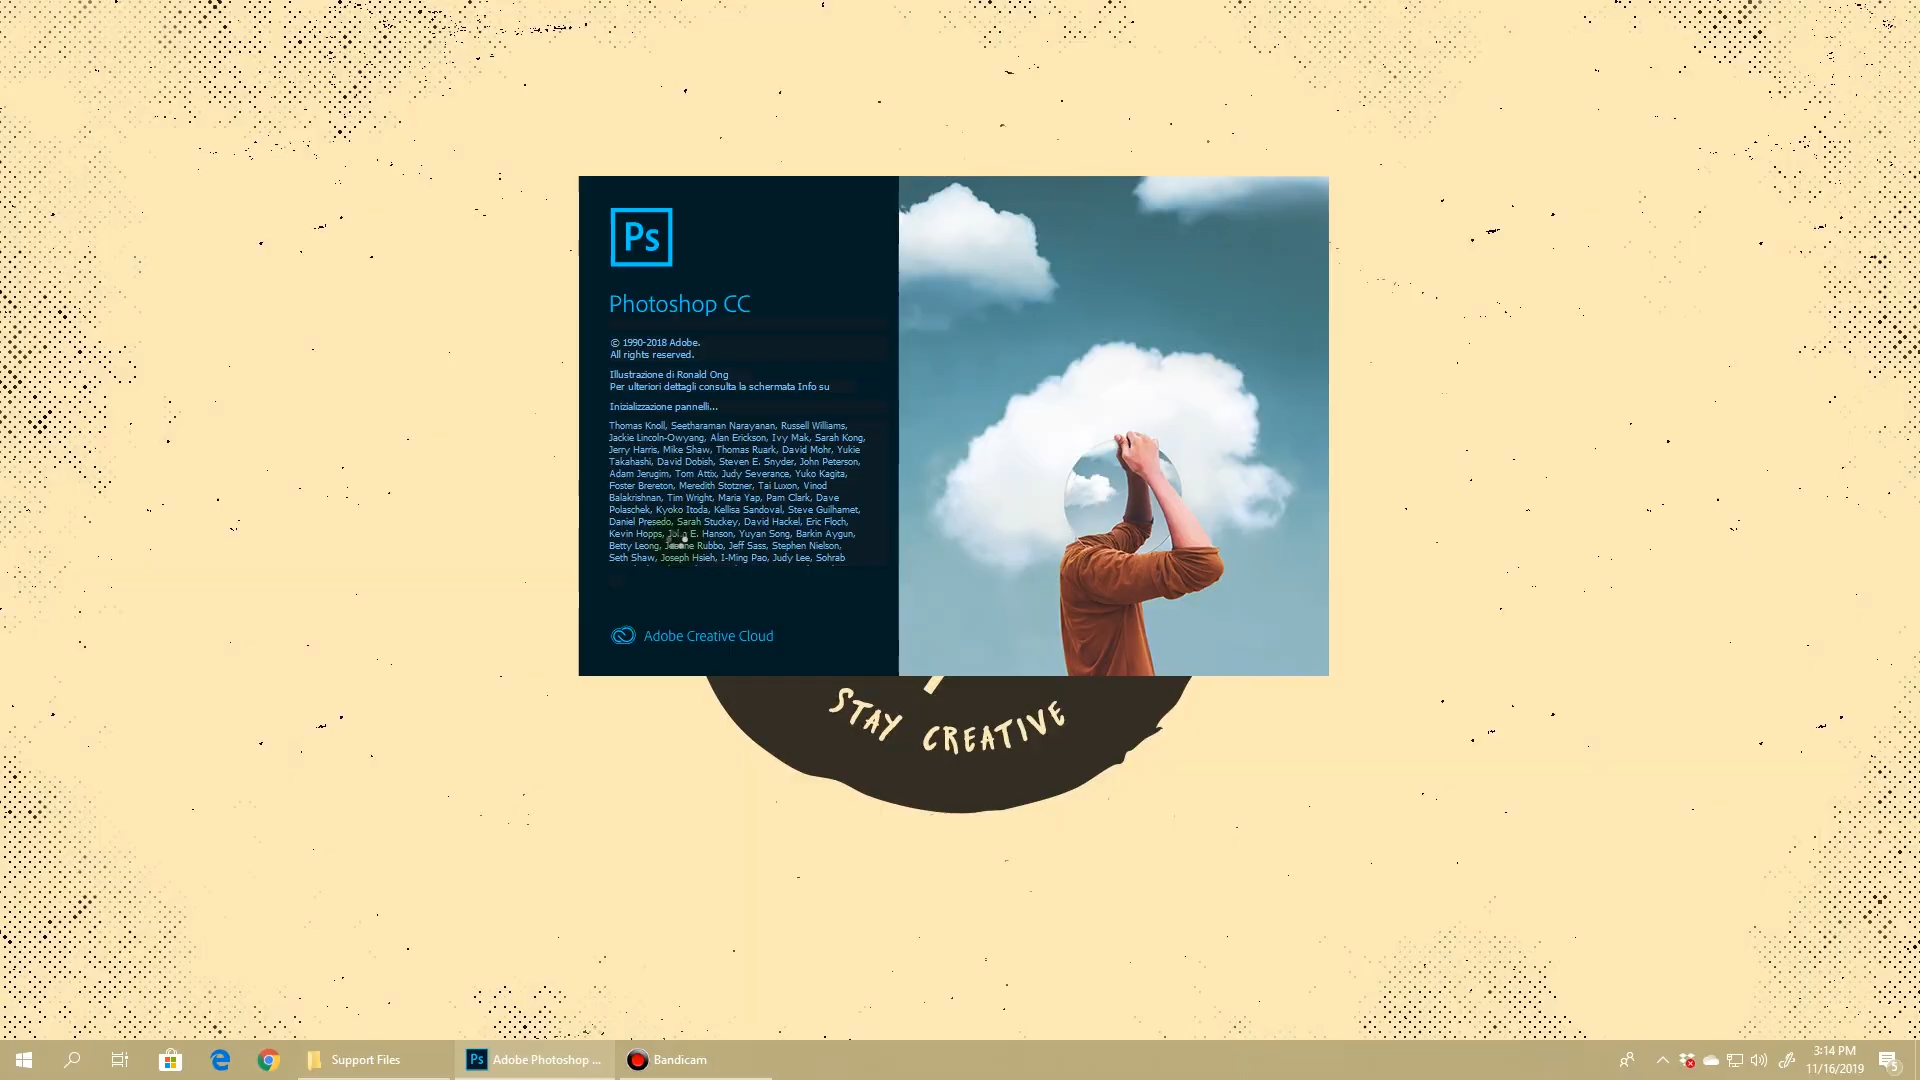 Ps
Photoshop CC
© 1990-2018 Adobe.
All rights reserved.
Illustrazione di Ronald Ong
Per ulteriori dettagli consulta la schermata Info su
Inizializzazione pannelli...
Thomas Knoll, Seetharaman Narayanan, Russell Williams,
Jackie Lincoln-Owyang, Alan Erickson, Ivy Mak, Sarah Kong,
Jerry Harris, Mike Shaw, Thomas Ruark, David Mohr, Yukie
Takahashi, David Dobish, Steven E. Snyder, John Peterson,
Adam Jerugim, Tom Attix, Judy Severance, Yuko Kagita,
Foster Brereton, Meredith Stotzner, Tai Luxon, Vinod
Balakrishnan, Tim Wright, Maria Yap, Pam Clark, Dave
Polaschek, Kyoko Itoda, Kellisa Sandoval, Steve Guilhamet,
Daniel Presedo, Sarah Stuckey, David Hackel, Eric Floch,
Kevin Hopps, John E. Hanson, Yuyan Song, Barkin Aygun,
Betty Leong, Rubbo, Jeff Sass, Stephen Nielson,
Seth Shaw, Joseph Hsieh, I-Ming Pao, Judy Lee, Sohrab
Adobe Creative Cloud
STAY CREATIVE
Support Files
Ps
Adobe Photoshop ...
Bandicam
3:14 PM
11/16/2019
5